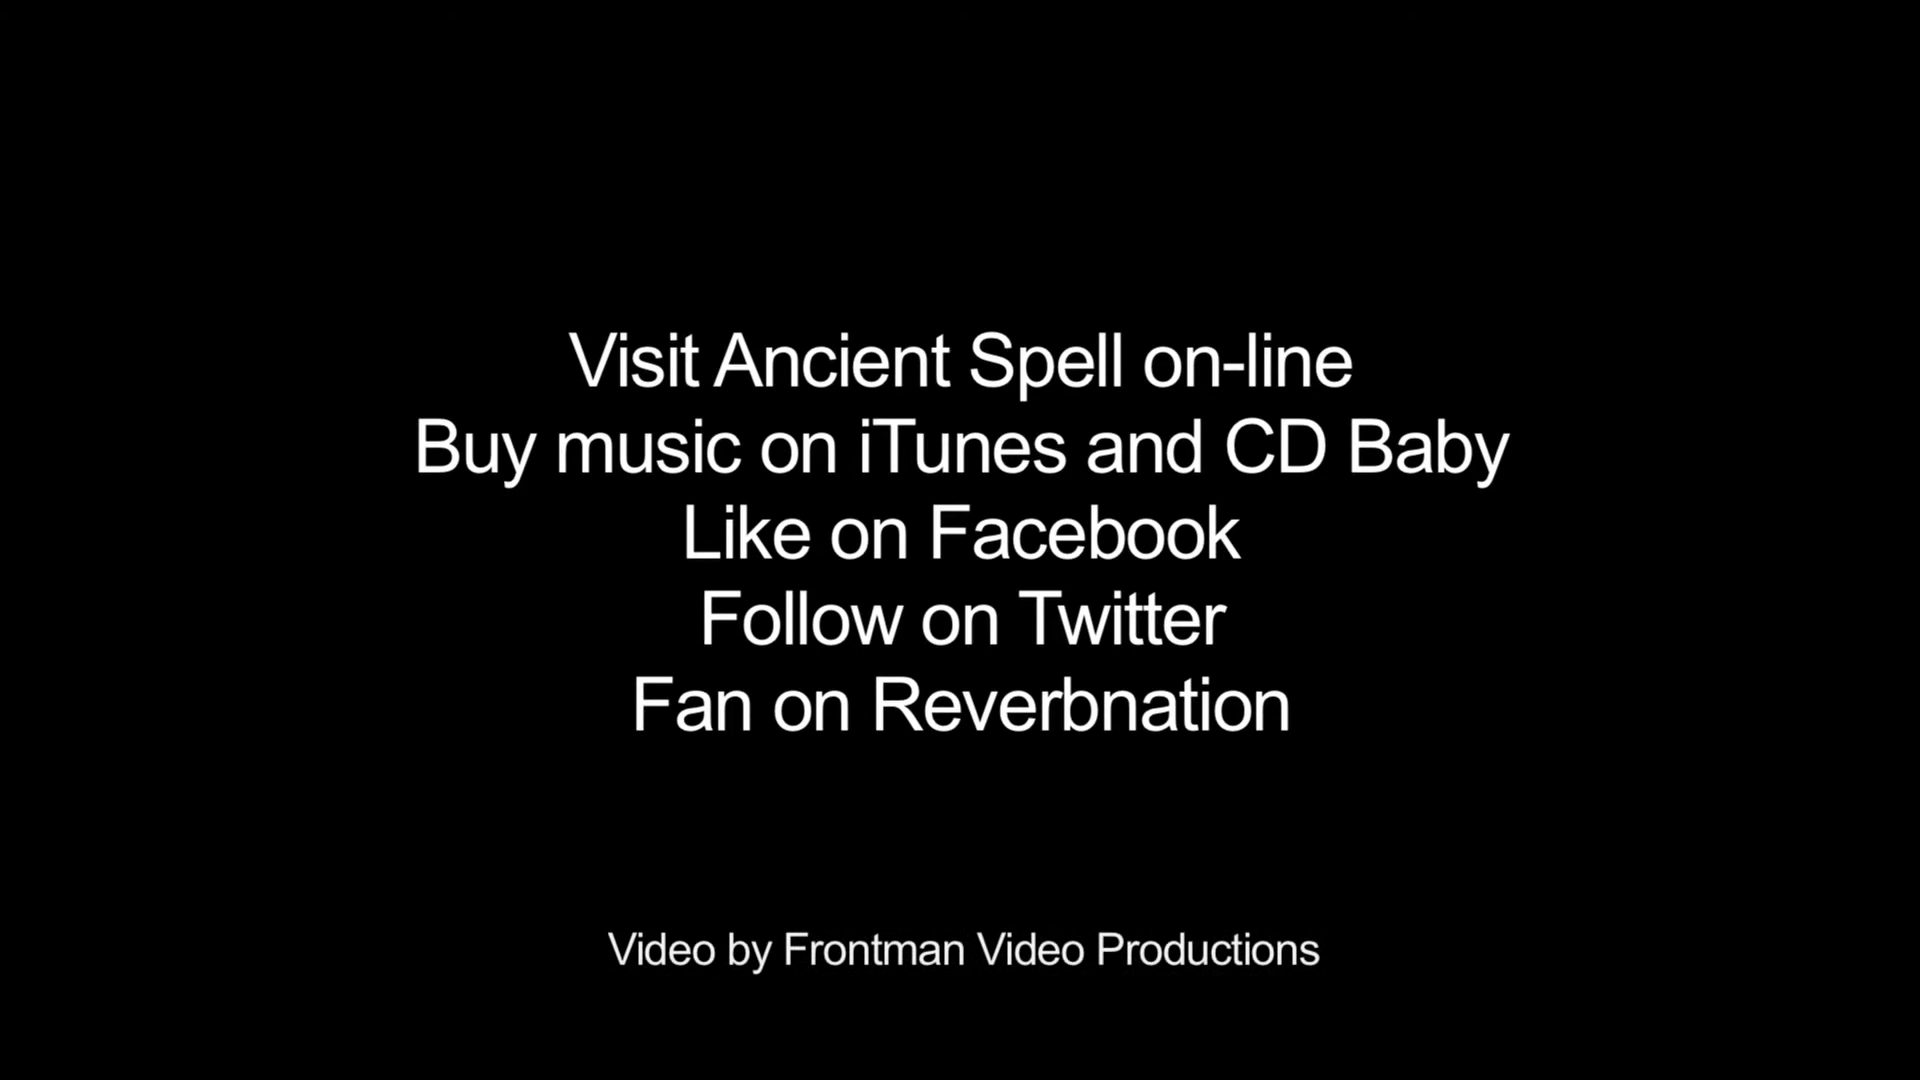 Visit Ancient Spell on-line
Buy music on iTunes and CD Baby
Like on Facebook
Follow on Twitter
Fan on Reverbnation
Video by Frontman Video Productions